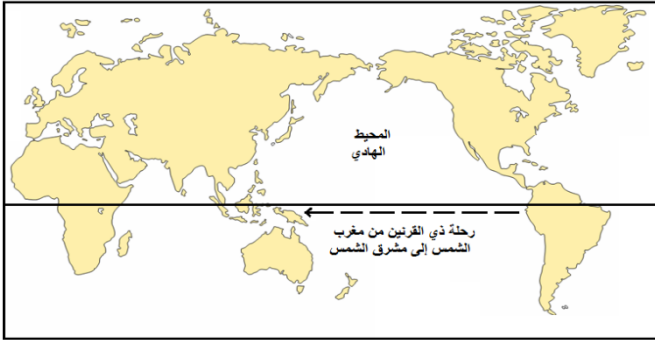 المحيط
الهادي
رحلة ذي القرنين من مغرب
الشمس إلى مشرق الشمس